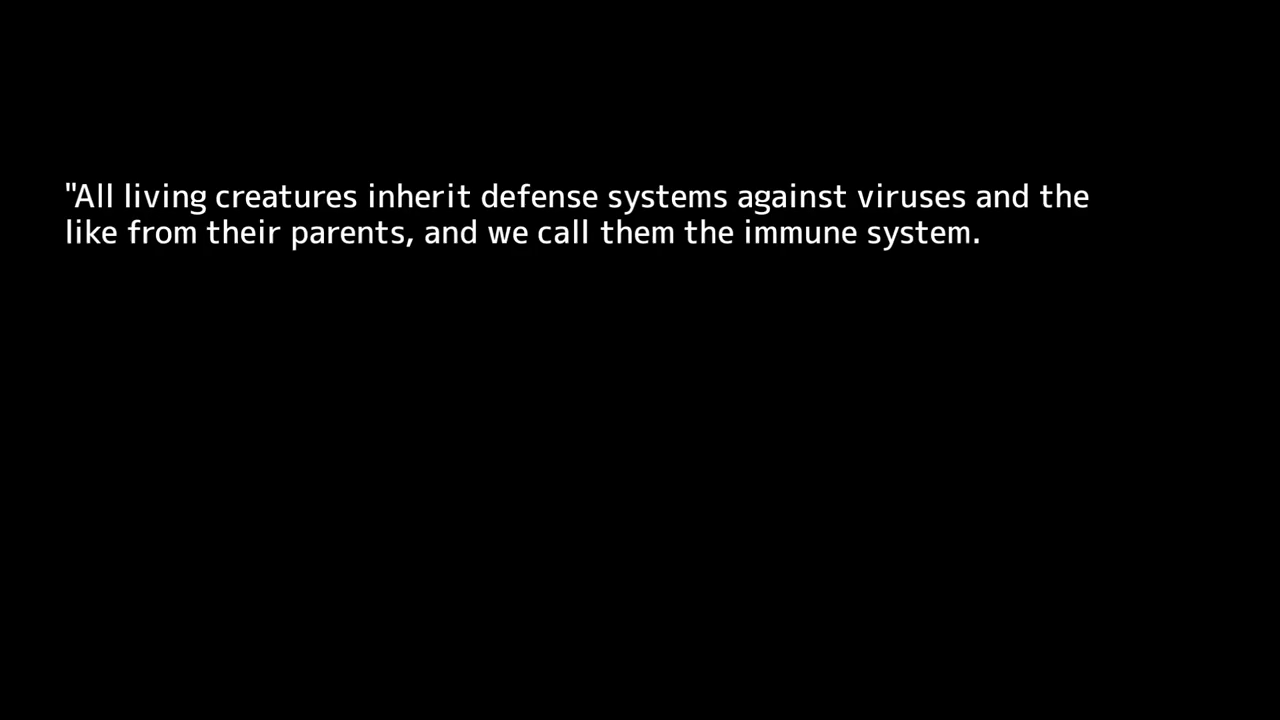 "All living creatures inherit defense systems against viruses and the
like from their parents, and we call them the immune system.